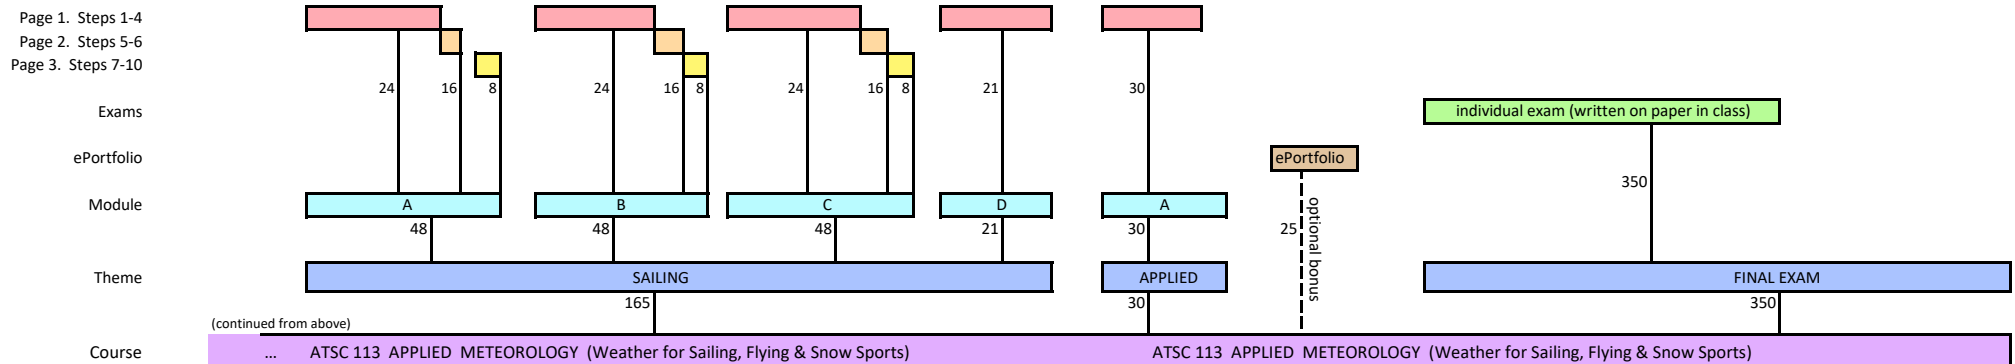 Page 1.  Steps 1-4
Page 2.  Steps 5-6
Page 3.  Steps 7-10
24 16 8 24 16 8 24 16 8 21 30
Exams individual exam (written on paper in class)
ePortfolio ePortfolio
350
Module A B C D A
48 48 48 21 30 25 optional bonus
Theme SAILING APPLIED FINAL EXAM
165 30 350
(continued from above)
Course ... ATSC 113  APPLIED  METEOROLOGY  (Weather for Sailing, Flying & Snow Sports) ATSC 113  APPLIED  METEOROLOGY  (Weather for Sailing, Flying & Snow Sports)